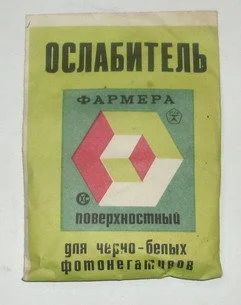 ОСЛАБИТЕЛЬ
ФАРМЕРА
поверхностный
для черно-белых
фотонегативов